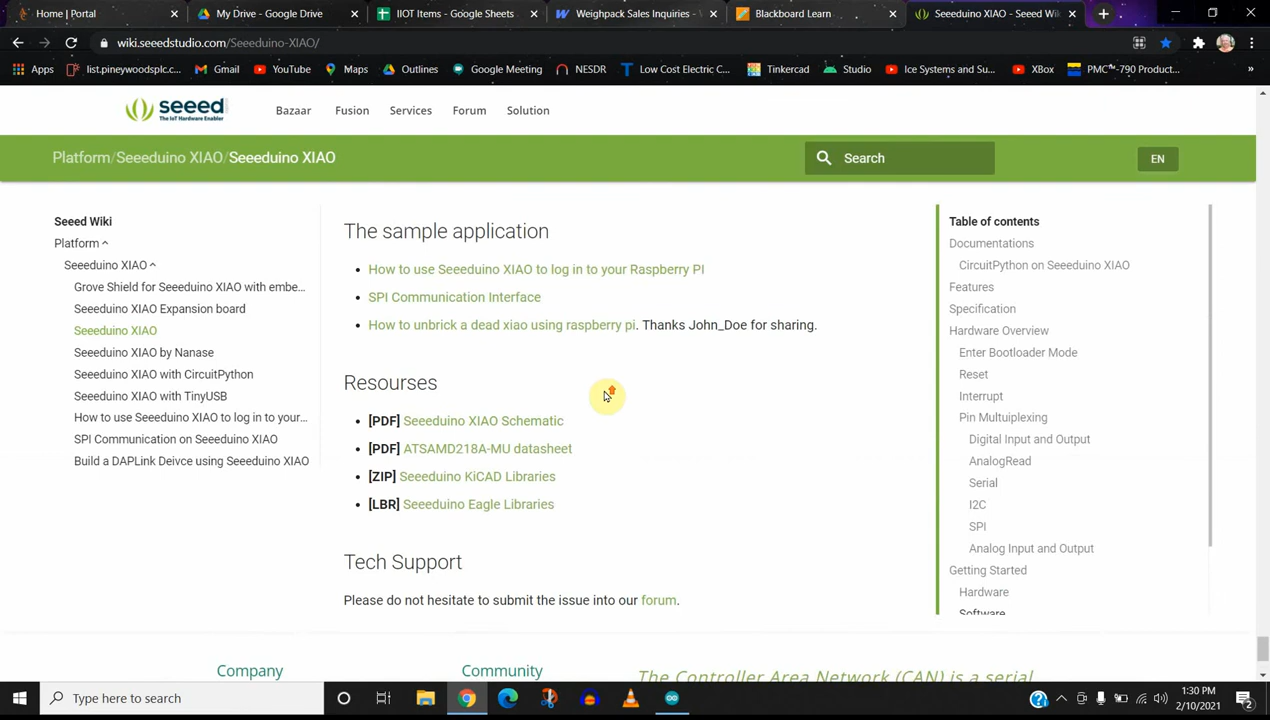 Home | Portal
My Drive - Google Drive
IIOT Items - Google Sheets
Weighpack Sales Inquiries -
Blackboard Learn
Seeeduino XIAO - Seeed Wi
wiki.seeedstudio.com/Seeeduino-XIAO/
Apps
list.pineywoodsplc.c...
Gmail
YouTube
Maps
Outlines
Google Meeting
NESDR
Low Cost Electric C...
Tinkercad
Studio
Ice Systems and Su...
XBox
PMC™-790 Product...
seeed
The IoT Hardware Enabler
Bazaar
Fusion
Services
Forum
Solution
Platform/Seeeduino XIAO/Seeeduino XIAO
Search
EN
Seeed Wiki
Platform
Seeeduino XIAO
Grove Shield for Seeeduino XIAO with embe...
Seeeduino XIAO Expansion board
Seeeduino XIAO
Seeeduino XIAO by Nanase
Seeeduino XIAO with CircuitPython
Seeeduino XIAO with TinyUSB
How to use Seeeduino XIAO to log in to your...
SPI Communication on Seeeduino XIAO
Build a DAPLink Deivce using Seeeduino XIAO
The sample application
• How to use Seeeduino XIAO to log in to your Raspberry PI
• SPI Communication Interface
• How to unbrick a dead xiao using raspberry pi. Thanks John_Doe for sharing.
Resourses
• [PDF] Seeeduino XIAO Schematic
• [PDF] ATSAMD218A-MU datasheet
• [ZIP] Seeeduino KiCAD Libraries
• [LBR] Seeeduino Eagle Libraries
Tech Support
Please do not hesitate to submit the issue into our forum.
Table of contents
Documentations
CircuitPython on Seeeduino XIAO
Features
Specification
Hardware Overview
Enter Bootloader Mode
Reset
Interrupt
Pin Multiplexing
Digital Input and Output
AnalogRead
Serial
I2C
SPI
Analog Input and Output
Getting Started
Hardware
Software
Company
Community
The Controller Area Network (CAN) is a serial
Type here to search
1:30 PM
2/10/2021
2